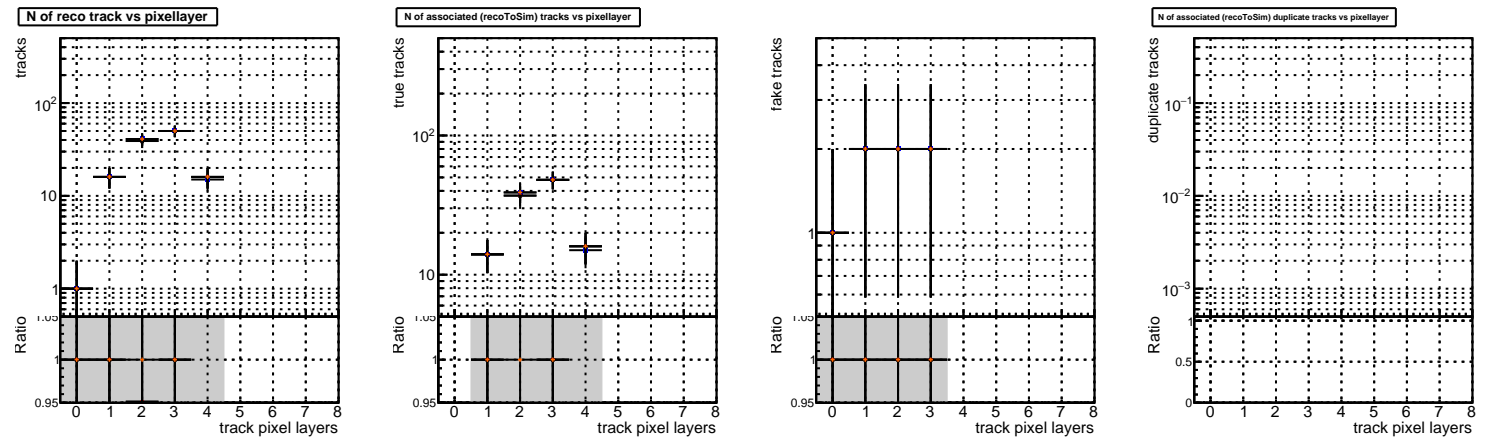 N of reco track vs pixellayer
tracks
10²
10
1
Ratio
1.05
1
0.95
0 1 2 3 4 5 6 7 8
track pixel layers
N of associated (recoToSim) tracks vs pixellayer
true tracks
10²
10
Ratio
1.05
1
0.95
0 1 2 3 4 5 6 7 8
track pixel layers
fake tracks
1
Ratio
1.05
1
0.95
0 1 2 3 4 5 6 7 8
track pixel layers
N of associated (recoToSim) duplicate tracks vs pixellayer
duplicate tracks
10⁻¹
10⁻²
10⁻³
Ratio
1
0.5
0
0 1 2 3 4 5 6 7 8
track pixel layers